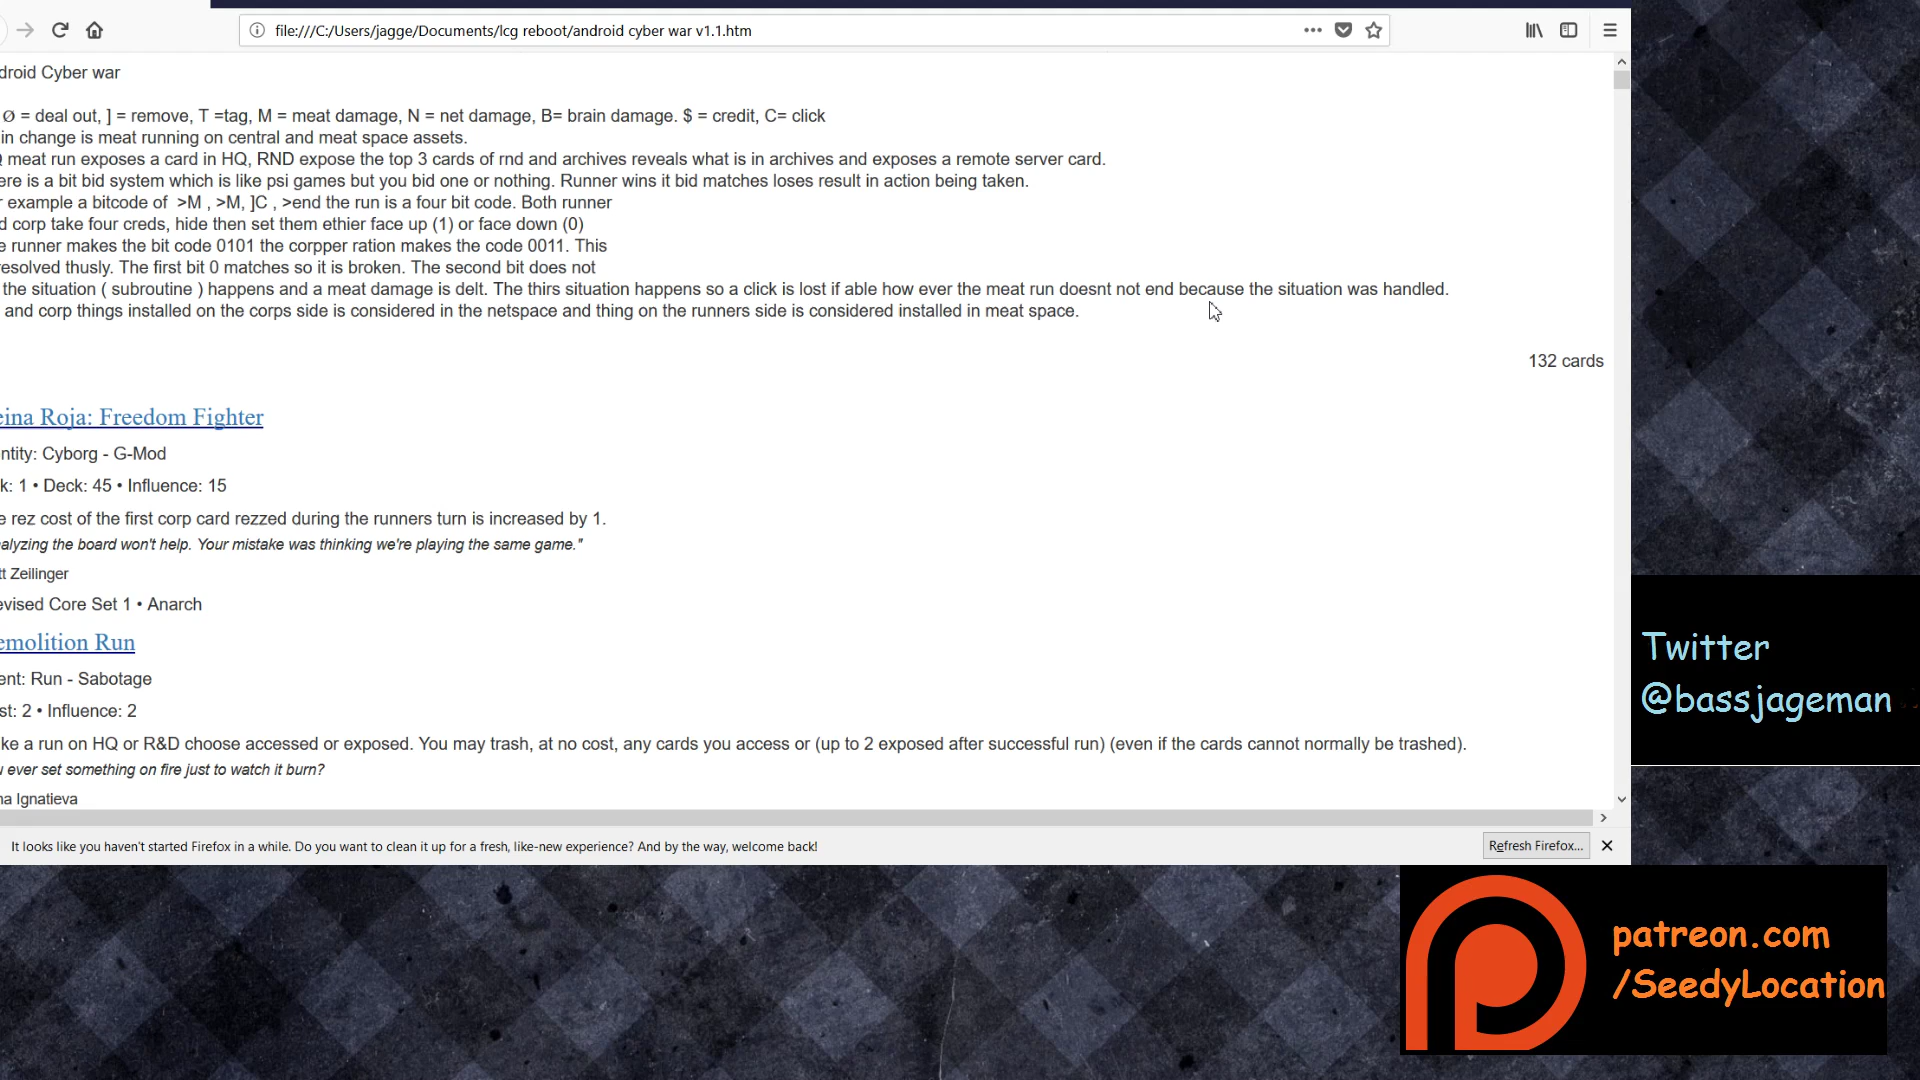 file:///C:/Users/jagge/Documents/lcg reboot/android cyber war v1.1.htm
droid Cyber war
Ø = deal out, ] = remove, T =tag, M = meat damage, N = net damage, B= brain damage. $ = credit, C= click
in change is meat running on central and meat space assets.
Q meat run exposes a card in HQ, RND expose the top 3 cards of rnd and archives reveals what is in archives and exposes a remote server card.
ere is a bit bid system which is like psi games but you bid one or nothing. Runner wins it bid matches loses result in action being taken.
r example a bitcode of >M , >M, ]C , >end the run is a four bit code. Both runner
d corp take four creds, hide then set them ethier face up (1) or face down (0)
e runner makes the bit code 0101 the corpper ration makes the code 0011. This
resolved thusly. The first bit 0 matches so it is broken. The second bit does not
the situation ( subroutine ) happens and a meat damage is delt. The thirs situation happens so a click is lost if able how ever the meat run doesnt not end because the situation was handled.
and corp things installed on the corps side is considered in the netspace and thing on the runners side is considered installed in meat space.
132 cards
eina Roja: Freedom Fighter
ntity: Cyborg - G-Mod
k: 1 • Deck: 45 • Influence: 15
e rez cost of the first corp card rezzed during the runners turn is increased by 1.
nalyzing the board won't help. Your mistake was thinking we're playing the same game."
tt Zeilinger
evised Core Set 1 • Anarch
emolition Run
ent: Run - Sabotage
st: 2 • Influence: 2
ke a run on HQ or R&D choose accessed or exposed. You may trash, at no cost, any cards you access or (up to 2 exposed after successful run) (even if the cards cannot normally be trashed).
u ever set something on fire just to watch it burn?
na Ignatieva
It looks like you haven't started Firefox in a while. Do you want to clean it up for a fresh, like-new experience? And by the way, welcome back!
Refresh Firefox...
Twitter
@bassjageman
patreon.com
/SeedyLocation